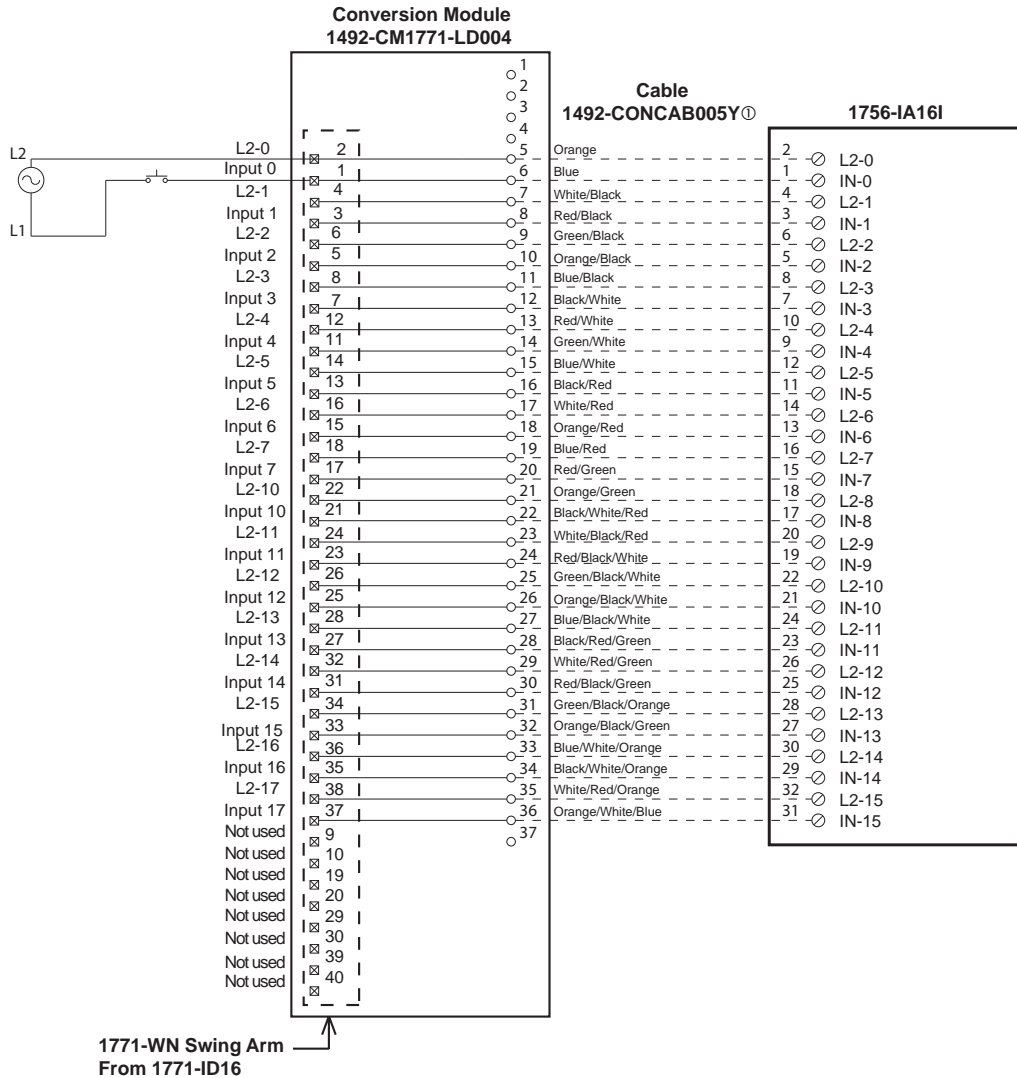 Conversion Module
1492-CM1771-LD004
Cable
1492-CONCAB005Y①
1756-IA16I
1
2
3
4
L2
L1
L2-0 2 5 Orange 2 L2-0
Input 0 1 6 Blue 1 IN-0
L2-1 4 7 White/Black 4 L2-1
Input 1 3 8 Red/Black 3 IN-1
L2-2 6 9 Green/Black 6 L2-2
Input 2 5 10 Orange/Black 5 IN-2
L2-3 8 11 Blue/Black 8 L2-3
Input 3 7 12 Black/White 7 IN-3
L2-4 12 13 Red/White 10 L2-4
Input 4 11 14 Green/White 9 IN-4
L2-5 14 15 Blue/White 12 L2-5
Input 5 13 16 Black/Red 11 IN-5
L2-6 16 17 White/Red 14 L2-6
Input 6 15 18 Orange/Red 13 IN-6
L2-7 18 19 Blue/Red 16 L2-7
Input 7 17 20 Red/Green 15 IN-7
L2-10 22 21 Orange/Green 18 L2-8
Input 10 21 22 Black/White/Red 17 IN-8
L2-11 24 23 White/Black/Red 20 L2-9
Input 11 23 24 Red/Black/White 19 IN-9
L2-12 26 25 Green/Black/White 22 L2-10
Input 12 25 26 Orange/Black/White 21 IN-10
L2-13 28 27 Blue/Black/White 24 L2-11
Input 13 27 28 Black/Red/Green 23 IN-11
L2-14 32 29 White/Red/Green 26 L2-12
Input 14 31 30 Red/Black/Green 25 IN-12
L2-15 34 31 Green/Black/Orange 28 L2-13
Input 15 33 32 Orange/Black/Green 27 IN-13
L2-16 36 33 Blue/White/Orange 30 L2-14
Input 16 35 34 Black/White/Orange 29 IN-14
L2-17 38 35 White/Red/Orange 32 L2-15
Input 17 37 36 Orange/White/Blue 31 IN-15
Not used 9 37
Not used 10
Not used 19
Not used 20
Not used 29
Not used 30
Not used 39
Not used 40
1771-WN Swing Arm
From 1771-ID16